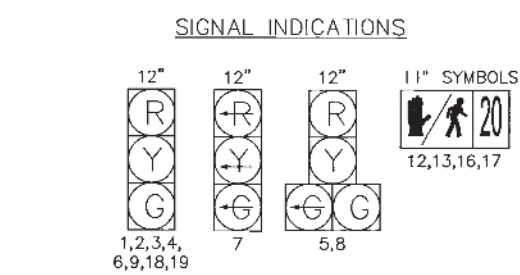 SIGNAL INDICATIONS
12" 12" 12" 11" SYMBOLS
R R R 20
Y Y Y
G G G G
12,13,16,17
1,2,3,4, 7 5,8
6,9,18,19